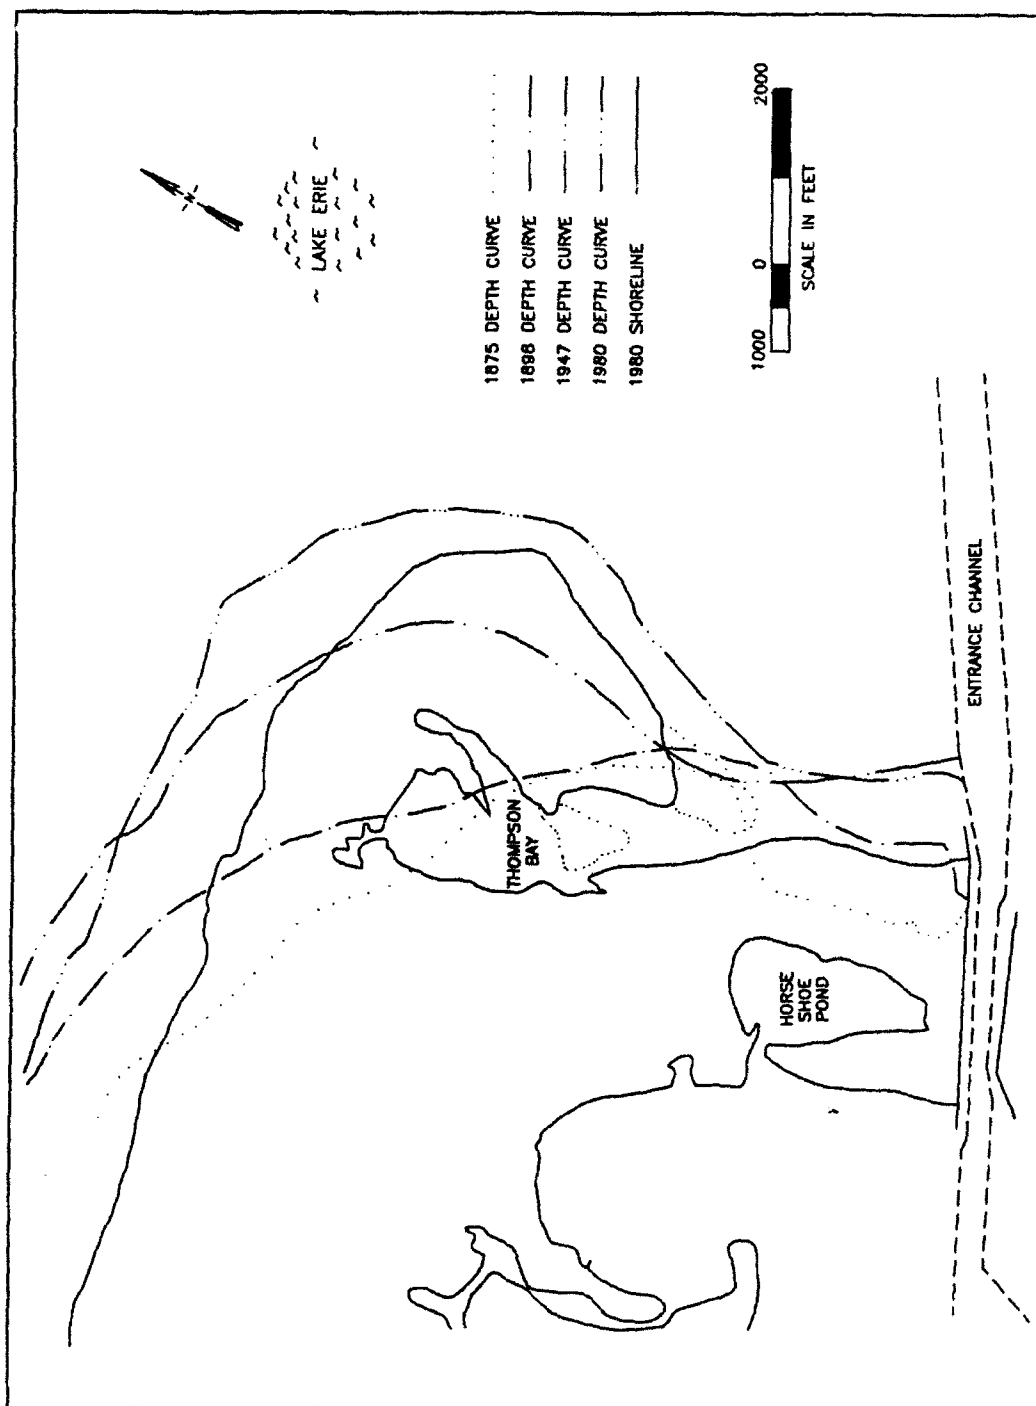 N
LAKE ERIE
1875 DEPTH CURVE
1898 DEPTH CURVE
1947 DEPTH CURVE
1980 DEPTH CURVE
1980 SHORELINE
1000 0 2000
SCALE IN FEET
THOMPSON
BAY
HORSE
SHOE
POND
ENTRANCE CHANNEL